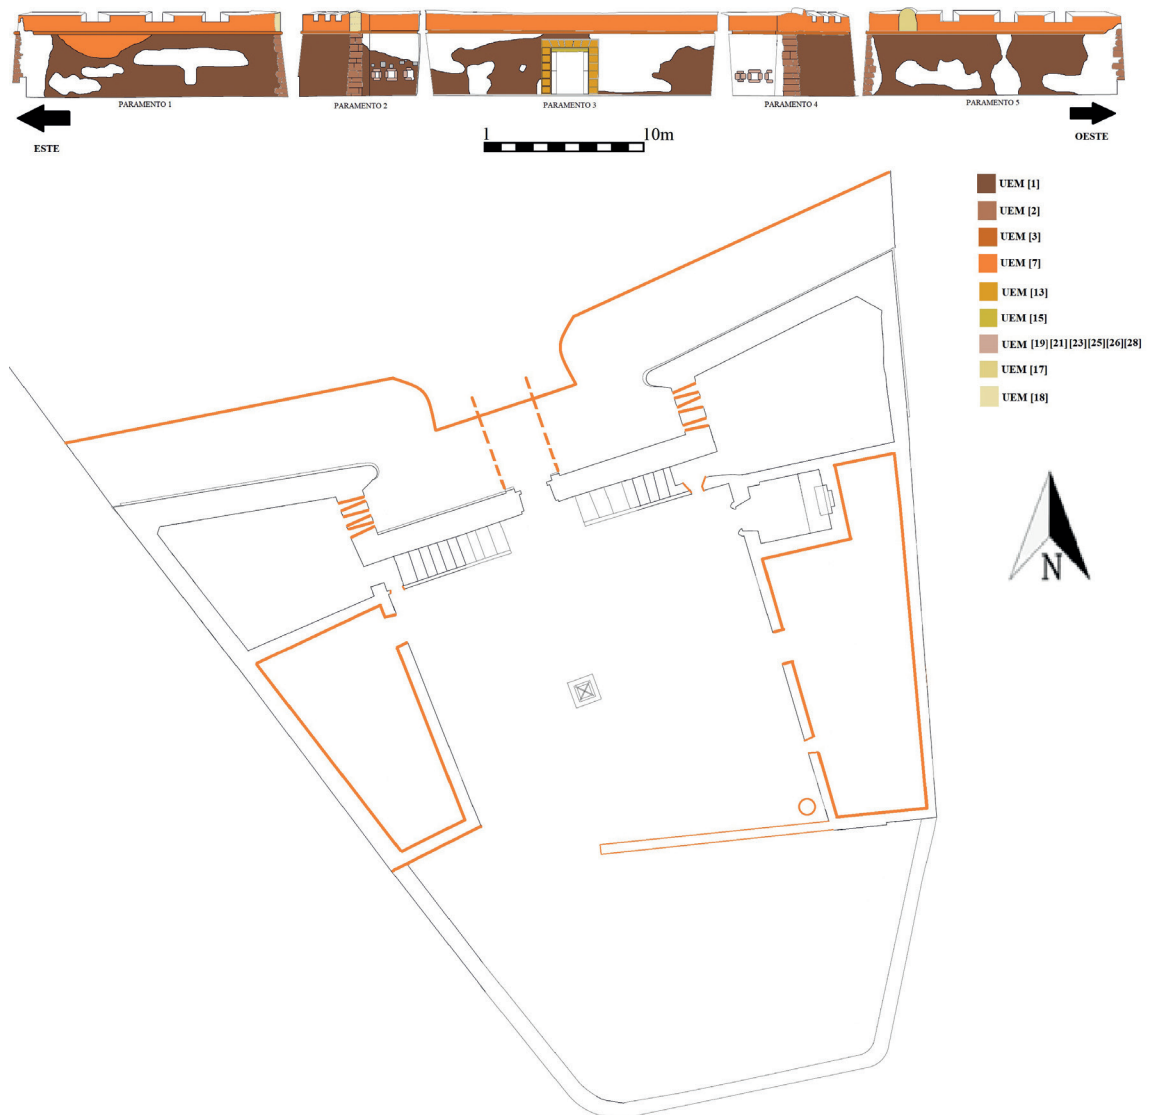 PARAMENTO 1
PARAMENTO 2
PARAMENTO 3
PARAMENTO 4
PARAMENTO 5
ESTE
1 10m
OESTE
UEM [1]
UEM [2]
UEM [3]
UEM [7]
UEM [13]
UEM [15]
UEM [19][21][23][25][26][28]
UEM [17]
UEM [18]
N